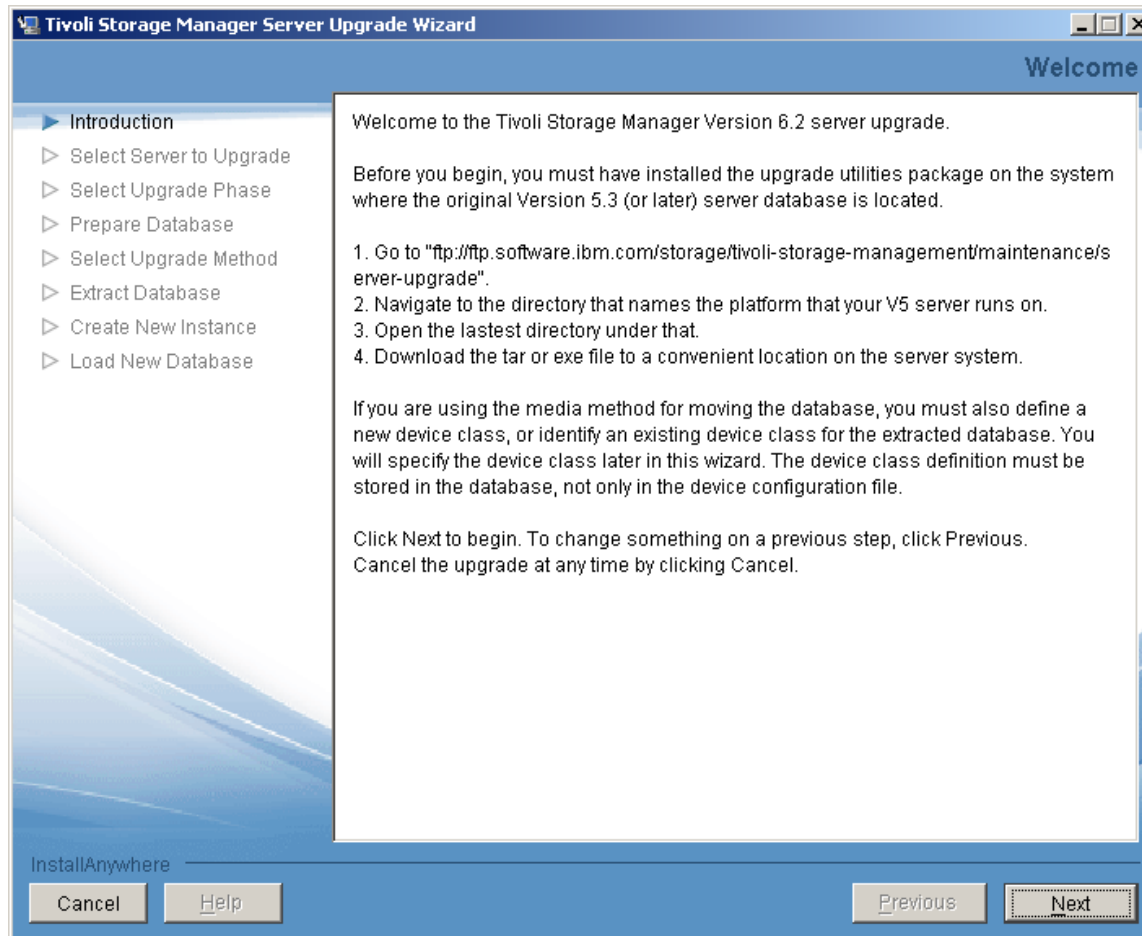 Tivoli Storage Manager Server Upgrade Wizard
Welcome
Introduction
Select Server to Upgrade
Select Upgrade Phase
Prepare Database
Select Upgrade Method
Extract Database
Create New Instance
Load New Database
Welcome to the Tivoli Storage Manager Version 6.2 server upgrade.
Before you begin, you must have installed the upgrade utilities package on the system
where the original Version 5.3 (or later) server database is located.
1. Go to "ftp://ftp.software.ibm.com/storage/tivoli-storage-management/maintenance/s
erver-upgrade".
2. Navigate to the directory that names the platform that your V5 server runs on.
3. Open the lastest directory under that.
4. Download the tar or exe file to a convenient location on the server system.
If you are using the media method for moving the database, you must also define a
new device class, or identify an existing device class for the extracted database. You
will specify the device class later in this wizard. The device class definition must be
stored in the database, not only in the device configuration file.
Click Next to begin. To change something on a previous step, click Previous.
Cancel the upgrade at any time by clicking Cancel.
InstallAnywhere
Cancel
Help
Previous
Next